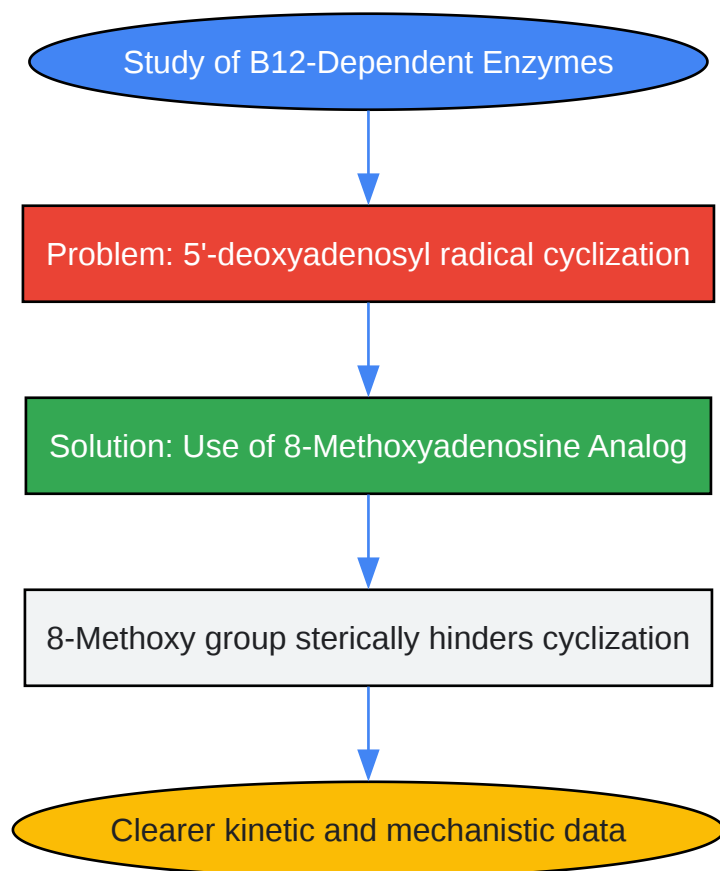 Study of B12-Dependent Enzymes
Problem: 5'-deoxyadenosyl radical cyclization
Solution: Use of 8-Methoxyadenosine Analog
8-Methoxy group sterically hinders cyclization
Clearer kinetic and mechanistic data